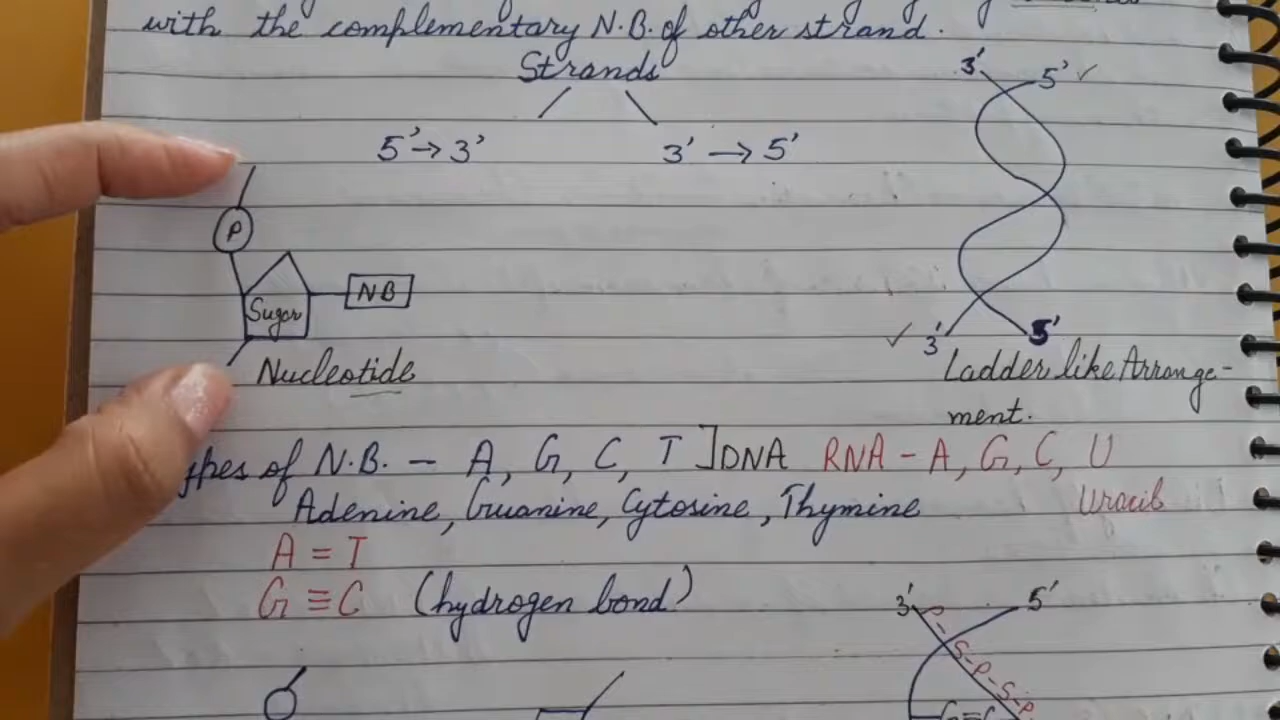 with the complementary N.B. of other strand.
Strands
3' 5' ✓
5' → 3' 3' → 5'
P
Sugar NB
✓ 3' 5'
Nucleotide
Ladder like Arrange-
ment.
ypes of N.B. — A, G, C, T ] DNA RNA - A, G, C, U
Adenine, Guanine, Cytosine, Thymine Uracil
A = T
G ≡ C (hydrogen bond)
3' 5'
P-
S-P-S-P-
G≡C